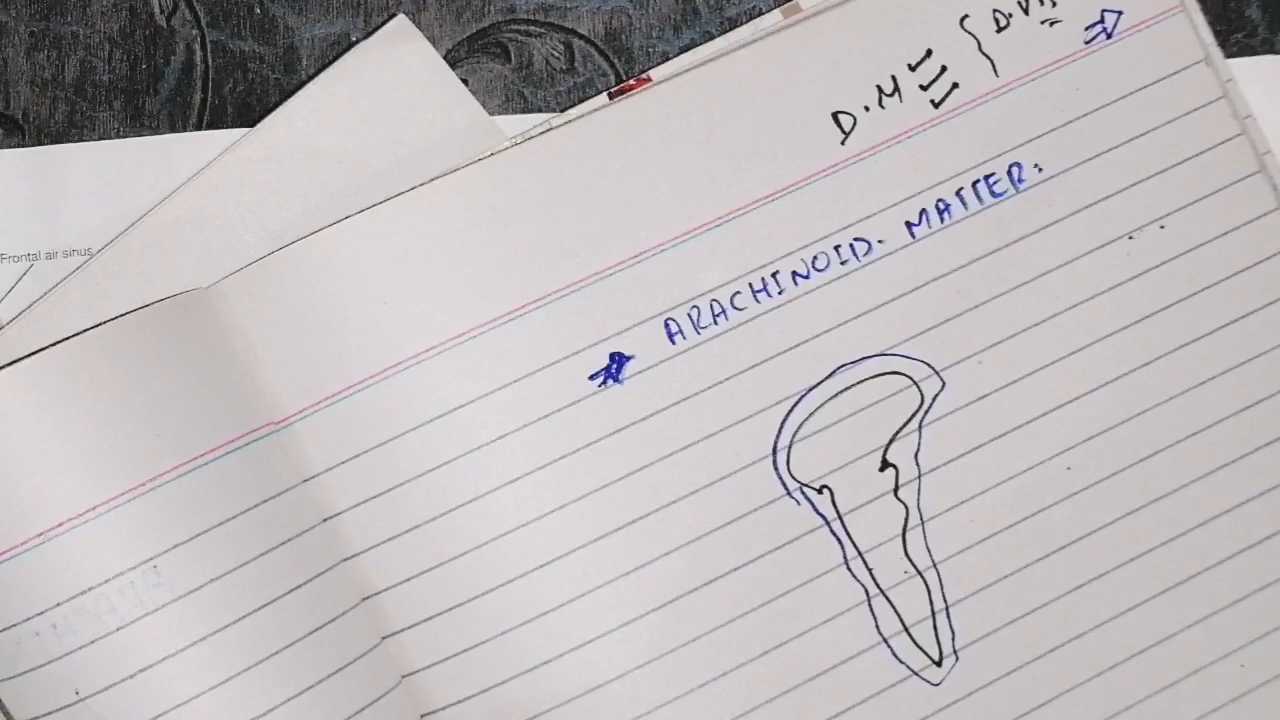 D.M
⇒
* ARACHINOID. MATTER:
Frontal air sinus